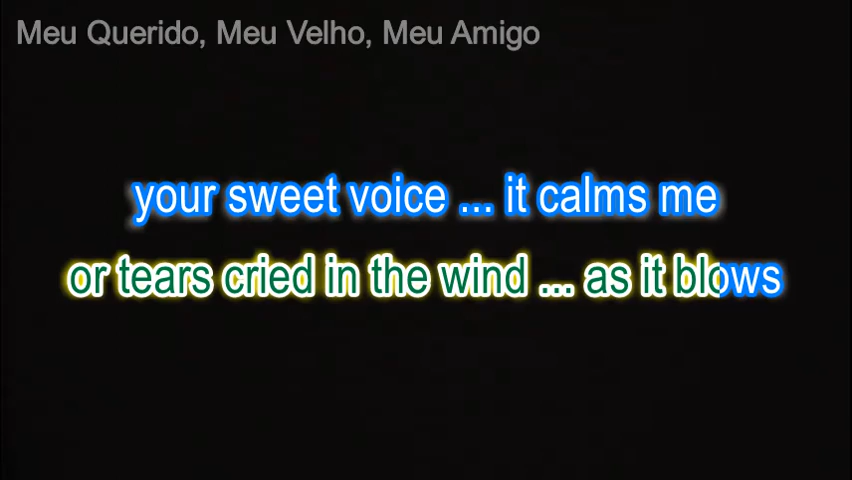 Meu Querido, Meu Velho, Meu Amigo
your sweet voice ... it calms me
or tears cried in the wind ... as it blows